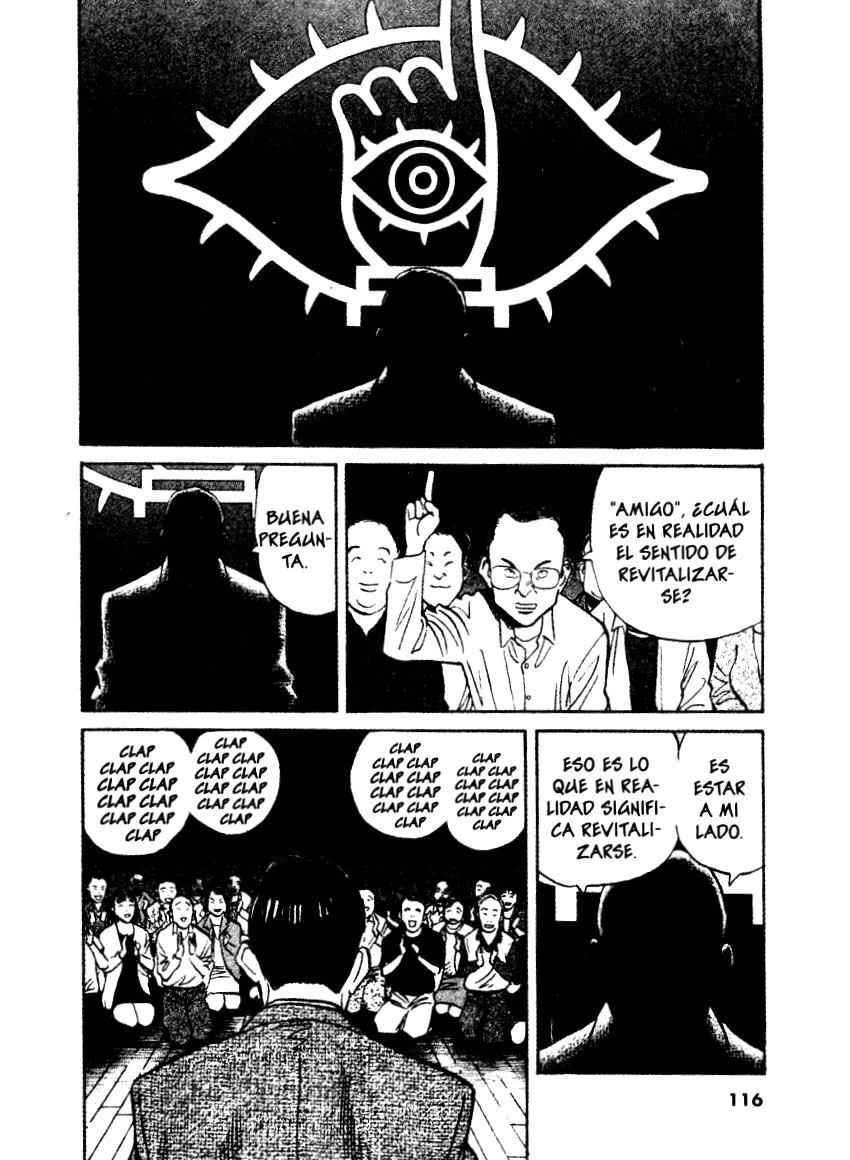 "AMIGO", ¿CUÁL
ES EN REALIDAD
EL SENTIDO DE
REVITALIZAR-
SE?
BUENA
PREGUN-
TA.
ES
ESTAR
A MI
LADO.
ESO ES LO
QUE EN REA-
LIDAD SIGNIFI-
CA REVITALI-
ZARSE.
CLAP
CLAP CLAP
CLAP CLAP
CLAP CLAP
CLAP CLAP
CLAP
CLAP
CLAP CLAP
CLAP CLAP
CLAP CLAP
CLAP CLAP
CLAP
CLAP
CLAP CLAP
CLAP CLAP
CLAP CLAP
CLAP CLAP
CLAP
CLAP
CLAP CLAP
CLAP CLAP
CLAP CLAP
CLAP CLAP
CLAP
116